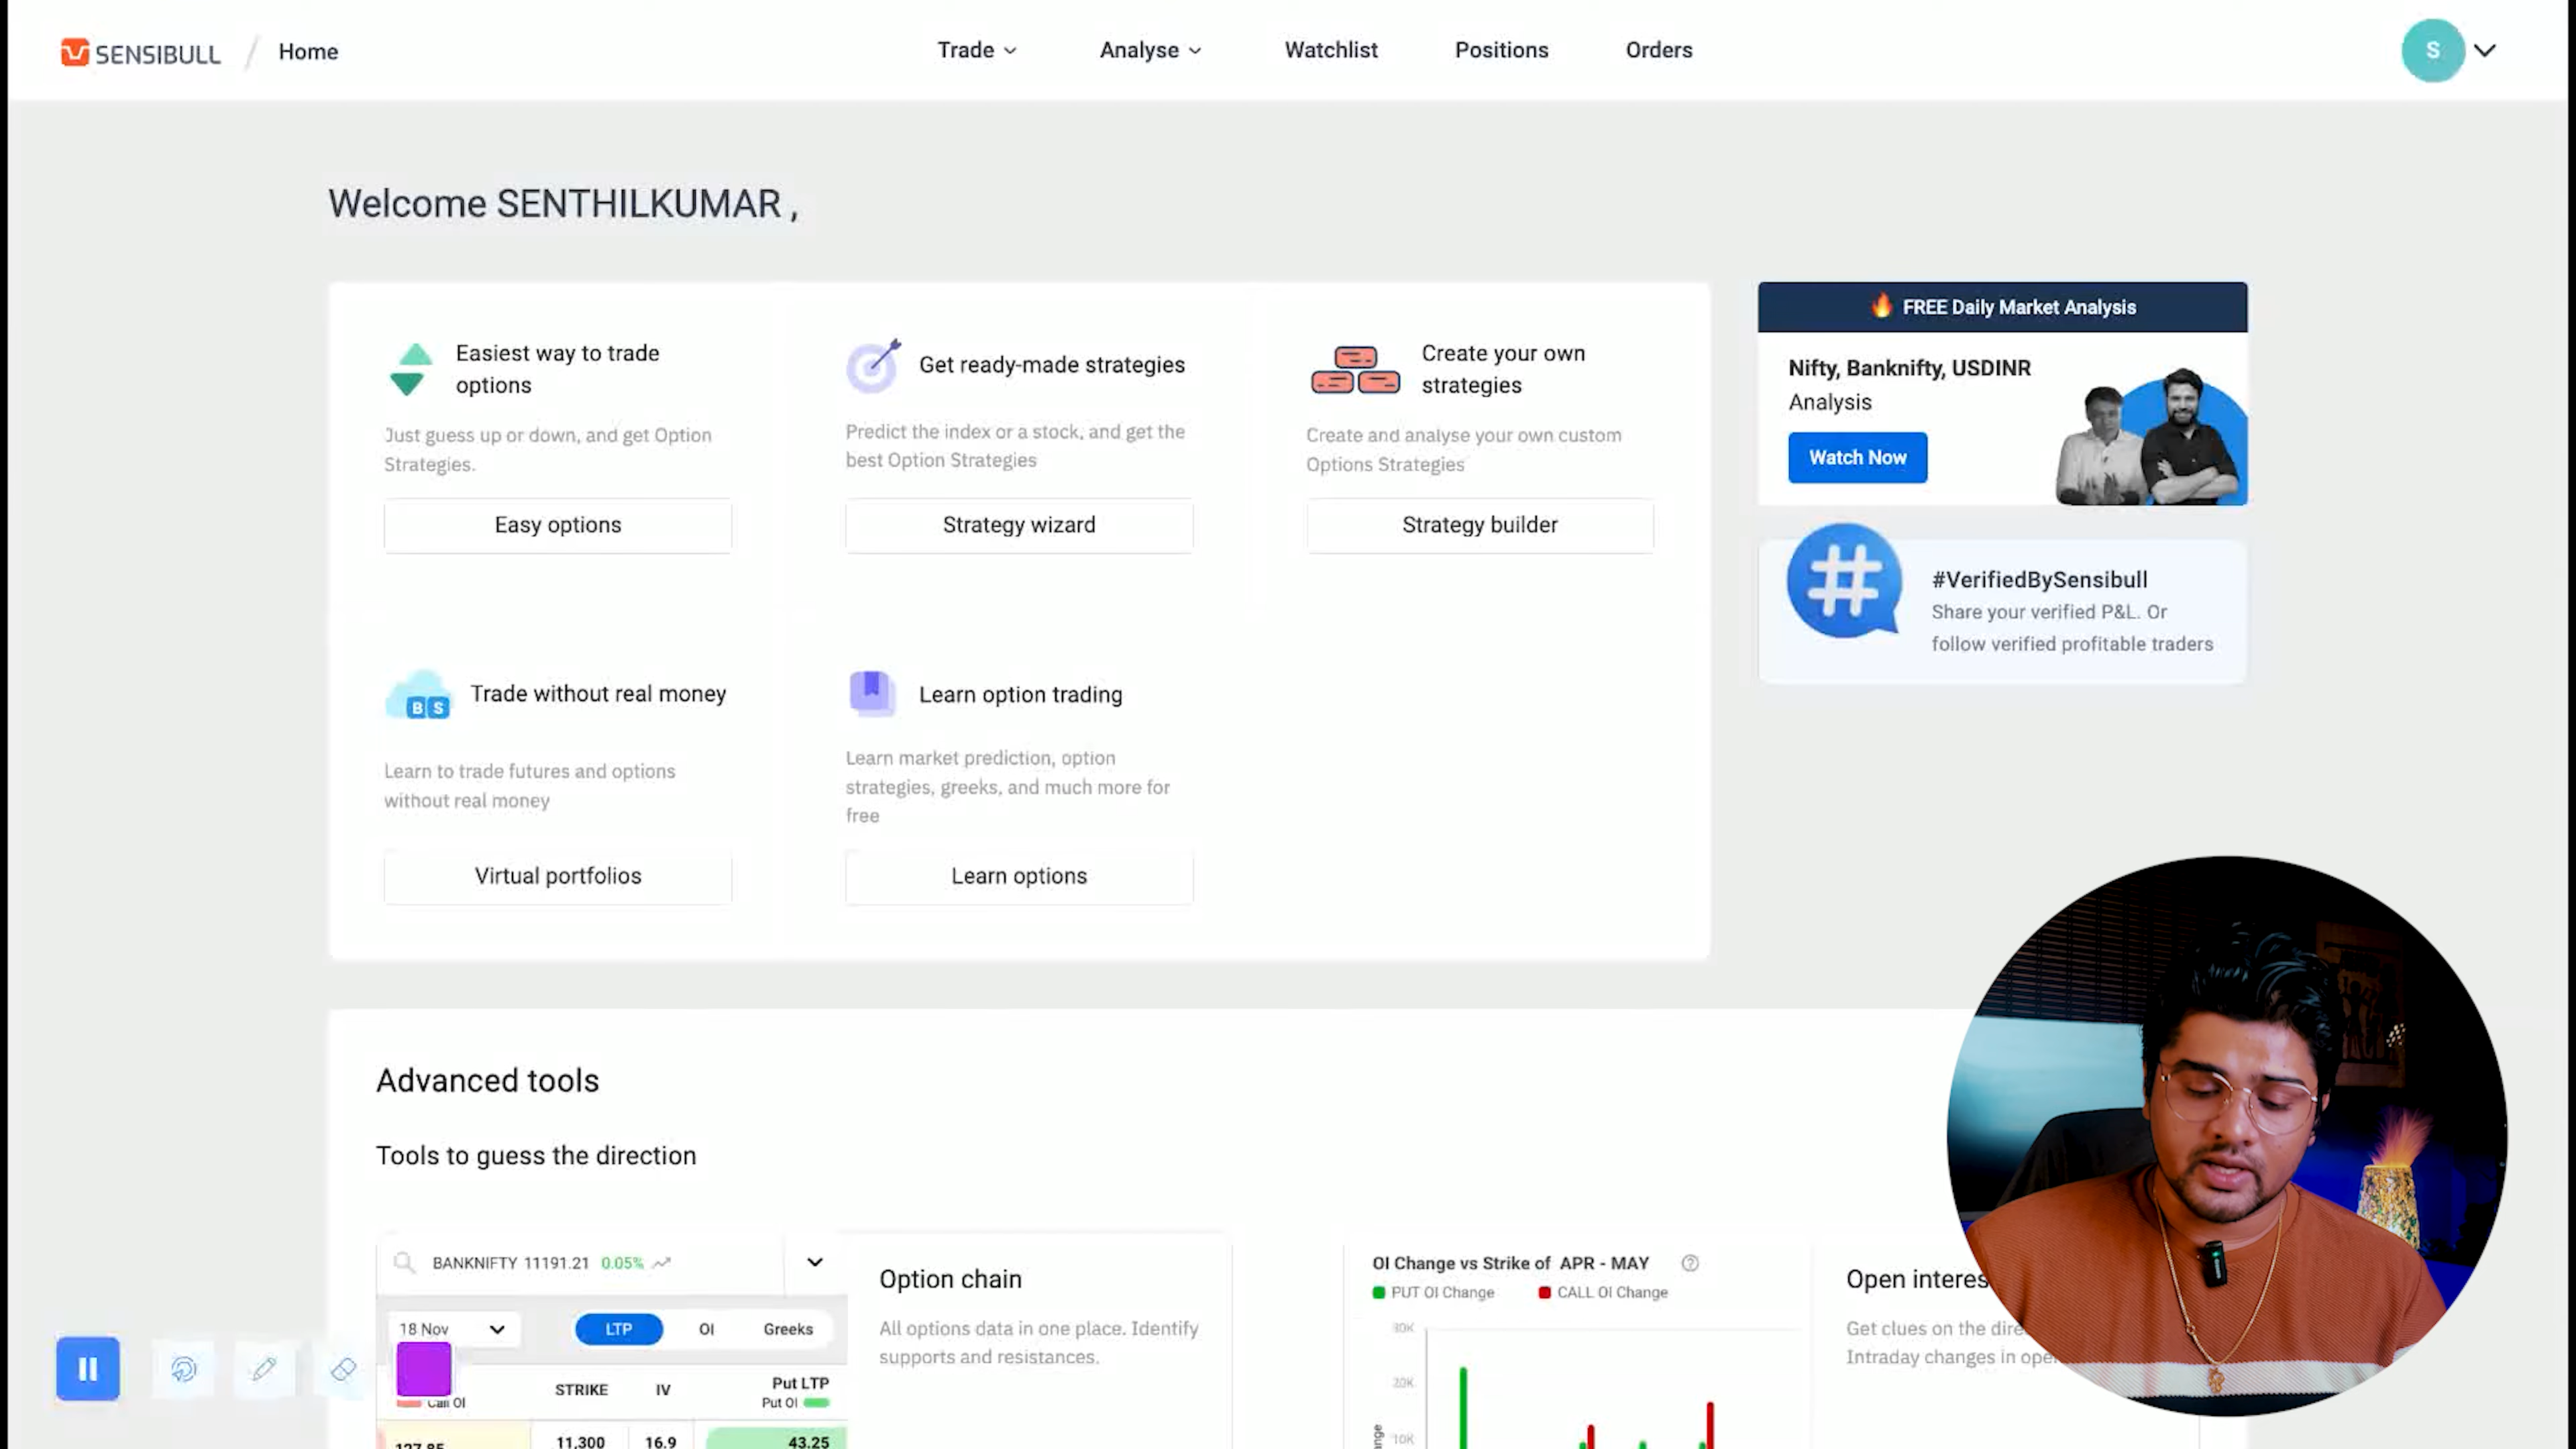 SENSIBULL / Home
Trade
Analyse
Watchlist
Positions
Orders
S
Welcome SENTHILKUMAR ,
Easiest way to trade
options
Just guess up or down, and get Option
Strategies.
Easy options
Get ready-made strategies
Predict the index or a stock, and get the
best Option Strategies
Strategy wizard
Create your own
strategies
Create and analyse your own custom
Options Strategies
Strategy builder
FREE Daily Market Analysis
Nifty, Banknifty, USDINR
Analysis
Watch Now
#
#VerifiedBySensibull
Share your verified P&L. Or
follow verified profitable traders
B S
Trade without real money
Learn to trade futures and options
without real money
Virtual portfolios
Learn option trading
Learn market prediction, option
strategies, greeks, and much more for
free
Learn options
Advanced tools
Tools to guess the direction
BANKNIFTY 11191.21 0.05%
18 Nov
LTP
OI
Greeks
Call OI
STRIKE
IV
Put LTP
Put OI
127.85
11,300
16.9
43.25
Option chain
All options data in one place. Identify
supports and resistances.
OI Change vs Strike of APR - MAY
PUT OI Change
CALL OI Change
30K
20K
10K
Open interes
Get clues on the dire
Intraday changes in ope